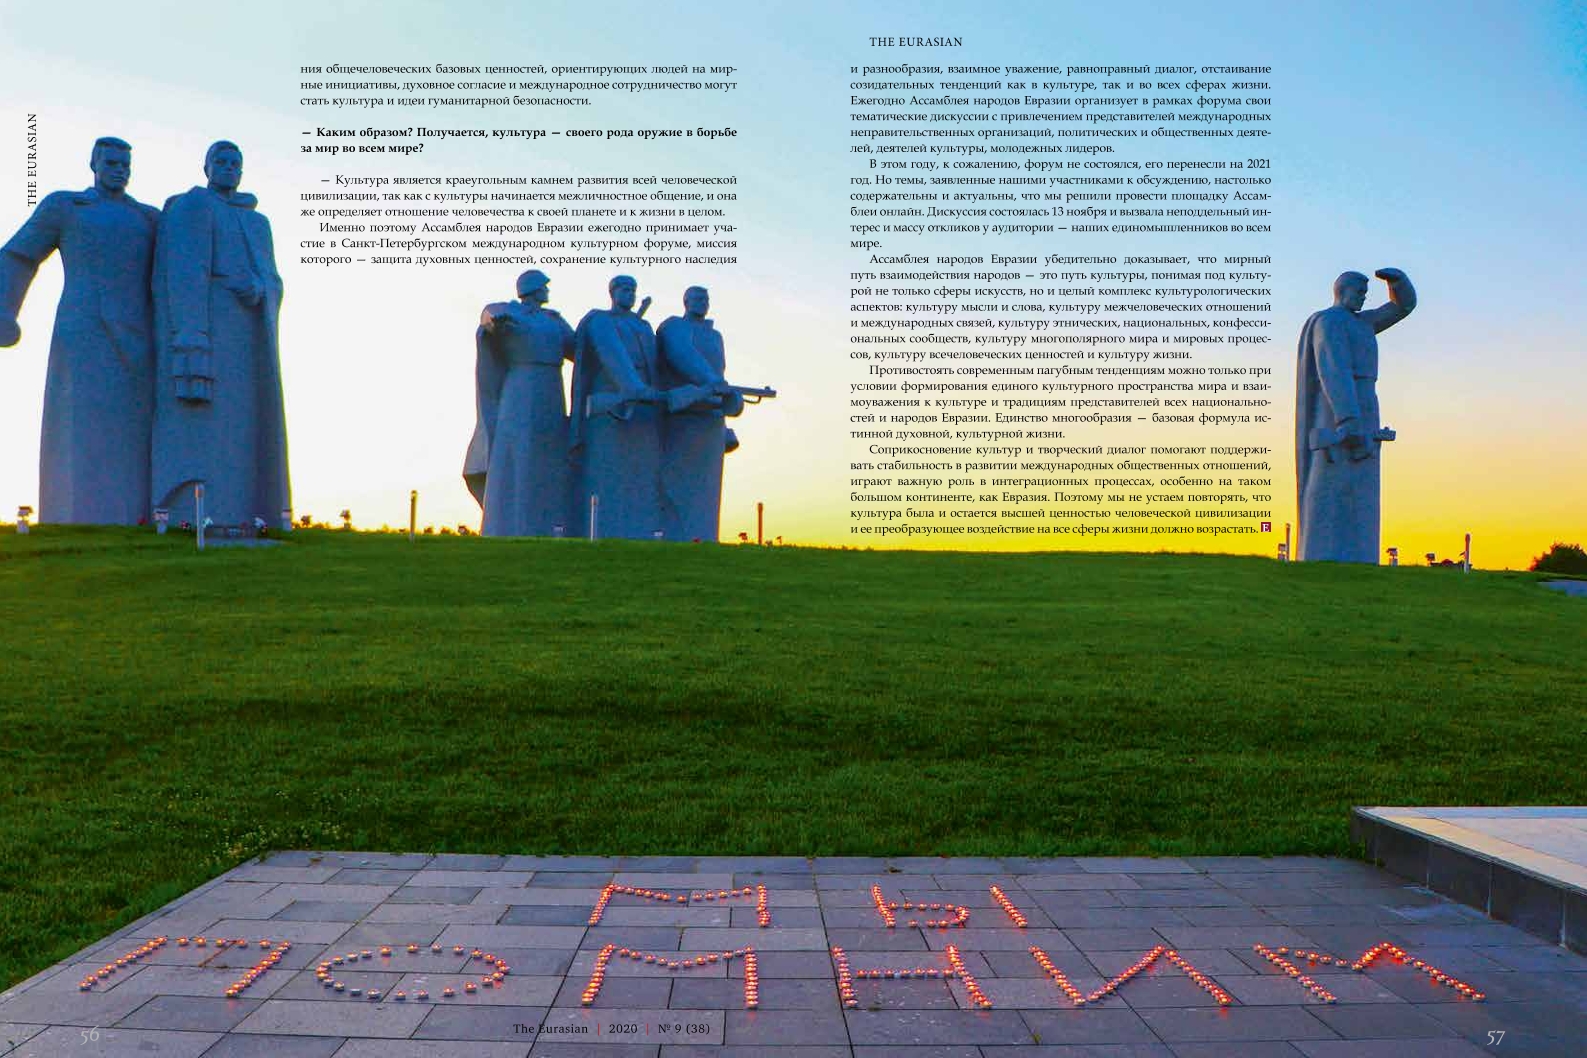 THE EURASIAN
ния общечеловеческих базовых ценностей, ориентирующих людей на мир-
ные инициативы, духовное согласие и международное сотрудничество могут
стать культура и идеи гуманитарной безопасности.
— Каким образом? Получается, культура — своего рода оружие в борьбе
за мир во всем мире?
— Культура является краеугольным камнем развития всей человеческой
цивилизации, так как с культуры начинается межличностное общение, и она
же определяет отношение человечества к своей планете и к жизни в целом.
Именно поэтому Ассамблея народов Евразии ежегодно принимает уча-
стие в Санкт-Петербургском международном культурном форуме, миссия
которого — защита духовных ценностей, сохранение культурного наследия
THE EURASIAN
и разнообразия, взаимное уважение, равноправный диалог, отстаивание
созидательных тенденций как в культуре, так и во всех сферах жизни.
Ежегодно Ассамблея народов Евразии организует в рамках форума свои
тематические дискуссии с привлечением представителей международных
неправительственных организаций, политических и общественных деяте-
лей, деятелей культуры, молодежных лидеров.
В этом году, к сожалению, форум не состоялся, его перенесли на 2021
год. Но темы, заявленные нашими участниками к обсуждению, настолько
содержательны и актуальны, что мы решили провести площадку Ассам-
блеи онлайн. Дискуссия состоялась 13 ноября и вызвала неподдельный ин-
терес и массу откликов у аудитории — наших единомышленников во всем
мире.
Ассамблея народов Евразии убедительно доказывает, что мирный
путь взаимодействия народов — это путь культуры, понимая под культу-
рой не только сферы искусств, но и целый комплекс культурологических
аспектов: культуру мысли и слова, культуру межчеловеческих отношений
и международных связей, культуру этнических, национальных, конфесси-
ональных сообществ, культуру многополярного мира и мировых процес-
сов, культуру всечеловеческих ценностей и культуру жизни.
Противостоять современным пагубным тенденциям можно только при
условии формирования единого культурного пространства мира и взаи-
моуважения к культуре и традициям представителей всех национально-
стей и народов Евразии. Единство многообразия — базовая формула ис-
тинной духовной, культурной жизни.
Соприкосновение культур и творческий диалог помогают поддержи-
вать стабильность в развитии международных общественных отношений,
играют важную роль в интеграционных процессах, особенно на таком
большом континенте, как Евразия. Поэтому мы не устаем повторять, что
культура была и остается высшей ценностью человеческой цивилизации
и ее преобразующее воздействие на все сферы жизни должно возрастать. E
МЫ
ПОМНИМ
56
The Eurasian | 2020 | № 9 (38)
57